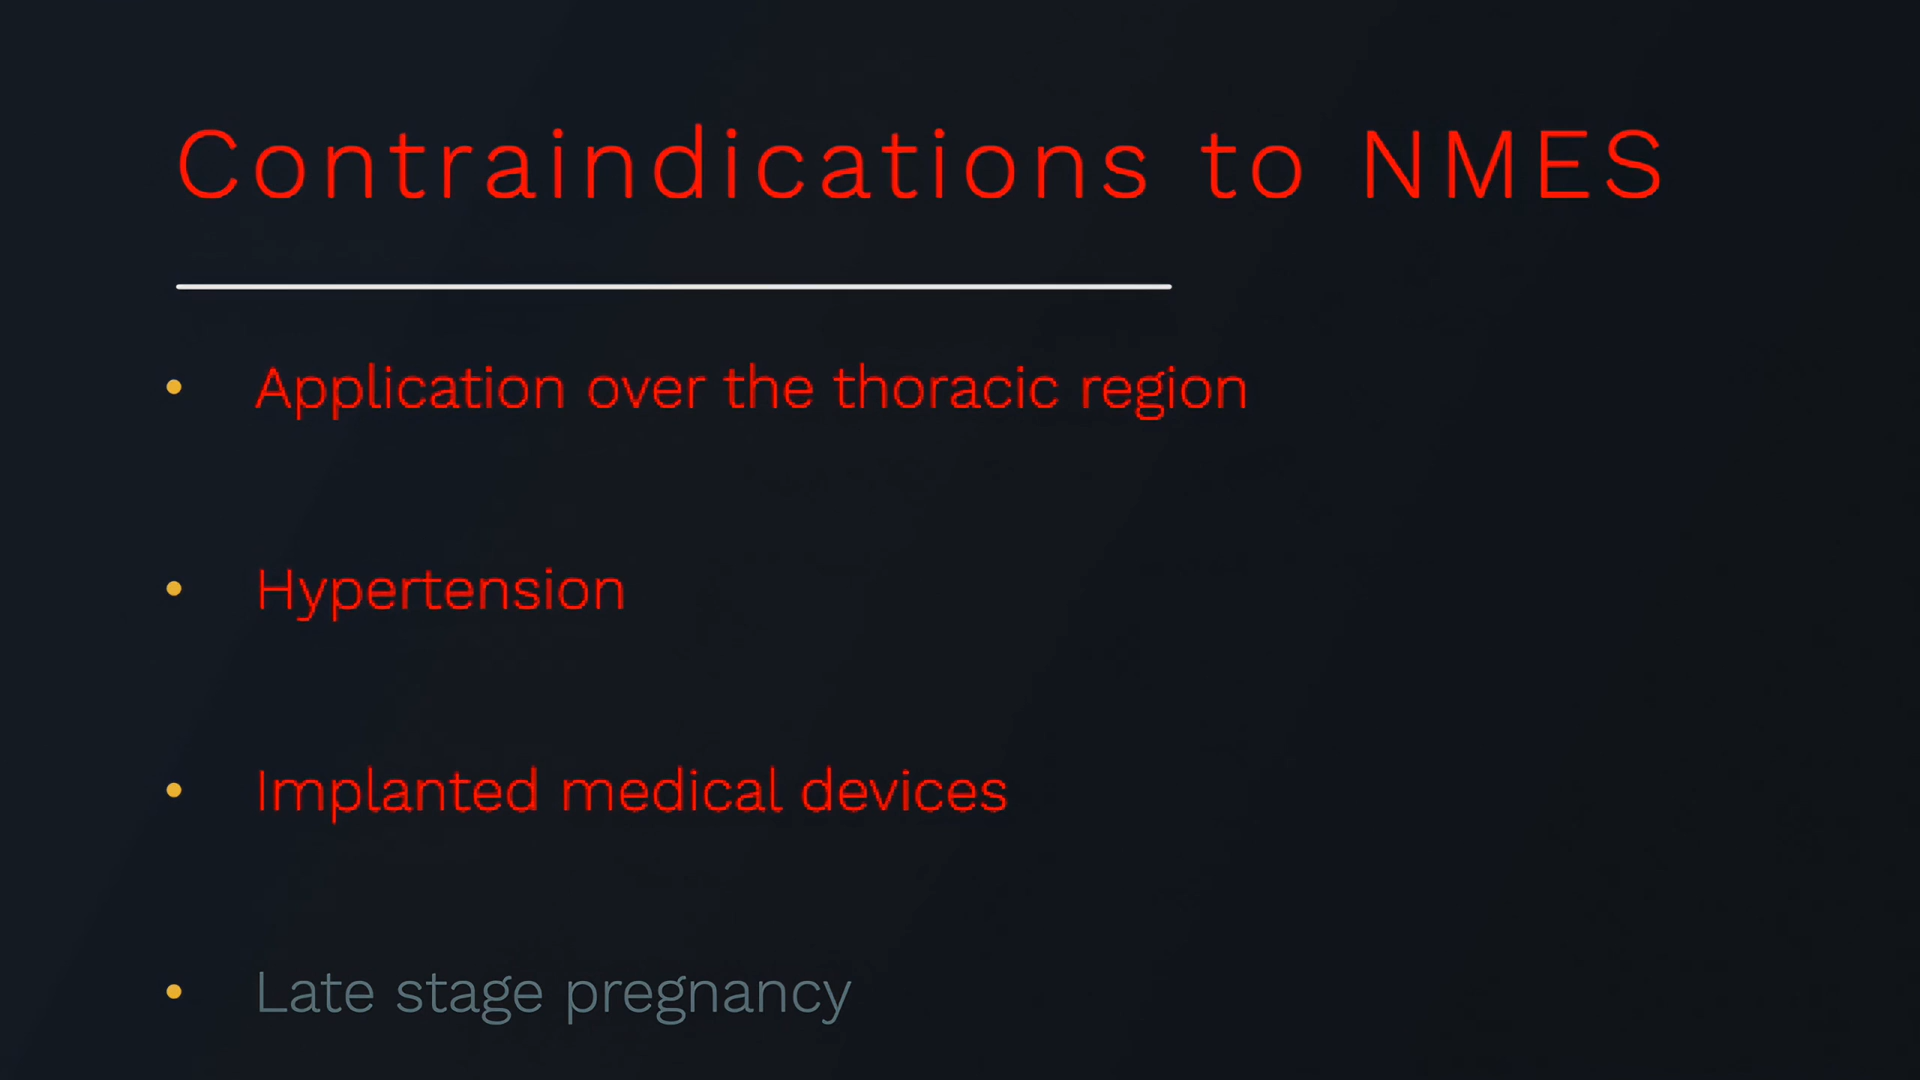 Contraindications to NMES
• Application over the thoracic region
• Hypertension
• Implanted medical devices
• Late stage pregnancy